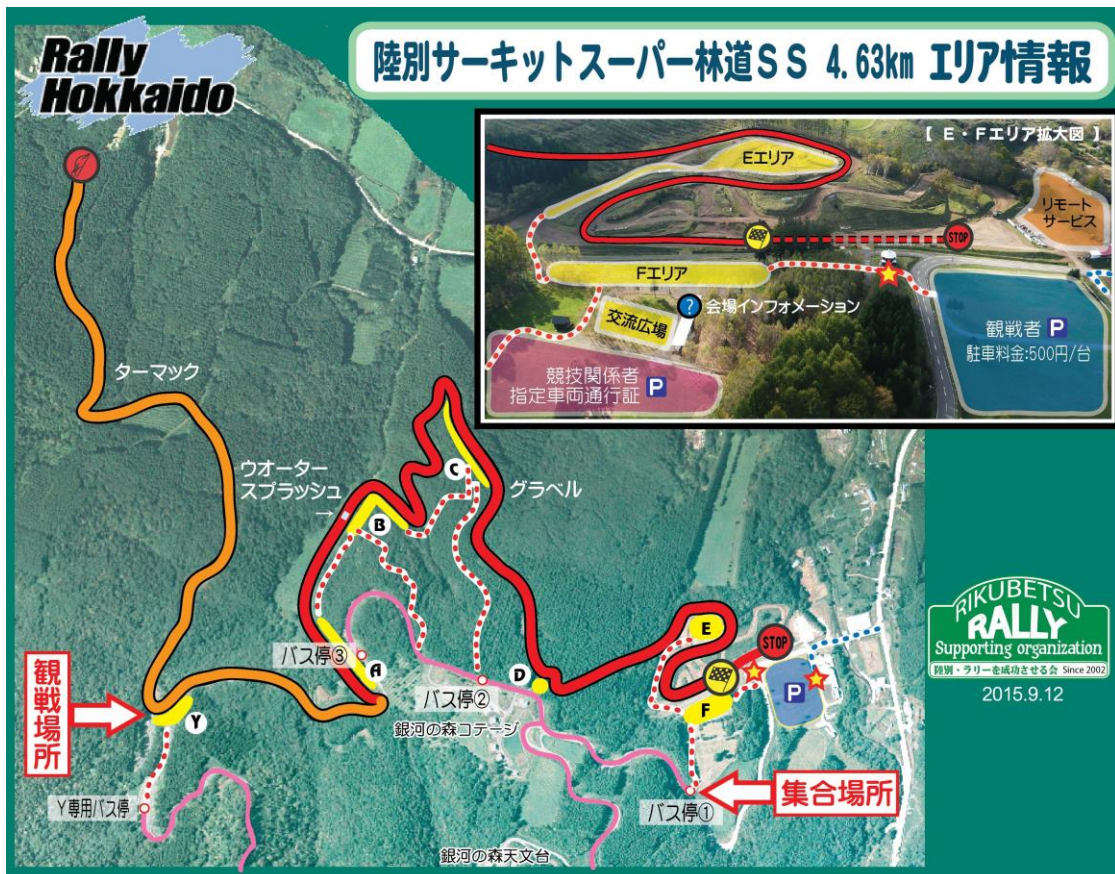 Rally
Hokkaido
陸別サーキットスーパー林道SS 4.63km エリア情報
【 E・Fエリア拡大図 】
Eエリア
リモート
サービス
STOP
Fエリア
? 会場インフォメーション
交流広場
観戦者 P
駐車料金:500円/台
競技関係者
指定車両通行証 P
ターマック
ウオーター
スプラッシュ
→
C
グラベル
B
E
STOP
バス停③
A
D
P
バス停②
F
観戦場所
Y
銀河の森コテージ
Y専用バス停
バス停①
集合場所
銀河の森天文台
RIKUBETSU
RALLY
Supporting organization
陸別・ラリーを成功させる会 Since 2002
2015.9.12